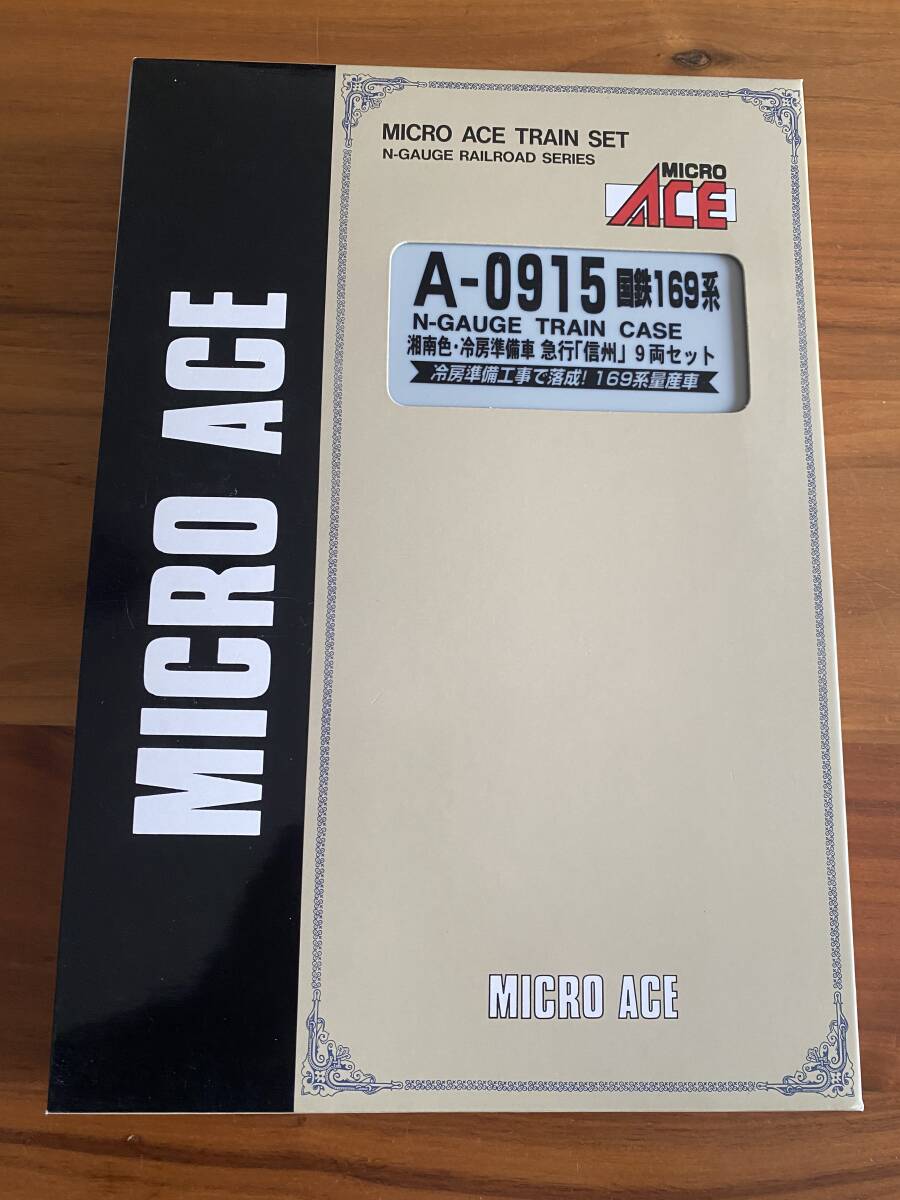 MICRO ACE TRAIN SET
N-GAUGE RAILROAD SERIES
MICRO
ACE
A-0915 国鉄169系
N-GAUGE TRAIN CASE
湘南色・冷房準備車 急行「信州」9両セット
冷房準備工事で落成! 169系量産車
MICRO ACE
MICRO ACE